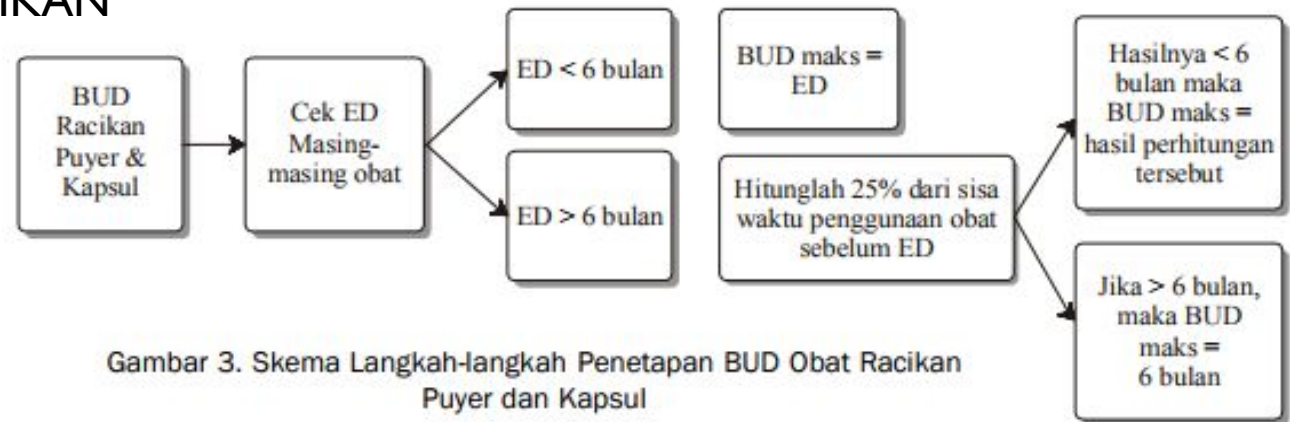 IKAN
BUD
Racikan
Puyer &
Kapsul
Cek ED
Masing-
masing obat
ED < 6 bulan
ED > 6 bulan
BUD maks =
ED
Hitunglah 25% dari sisa
waktu penggunaan obat
sebelum ED
Hasilnya < 6
bulan maka
BUD maks =
hasil perhitungan
tersebut
Jika > 6 bulan,
maka BUD
maks =
6 bulan
Gambar 3. Skema Langkah-langkah Penetapan BUD Obat Racikan
Puyer dan Kapsul